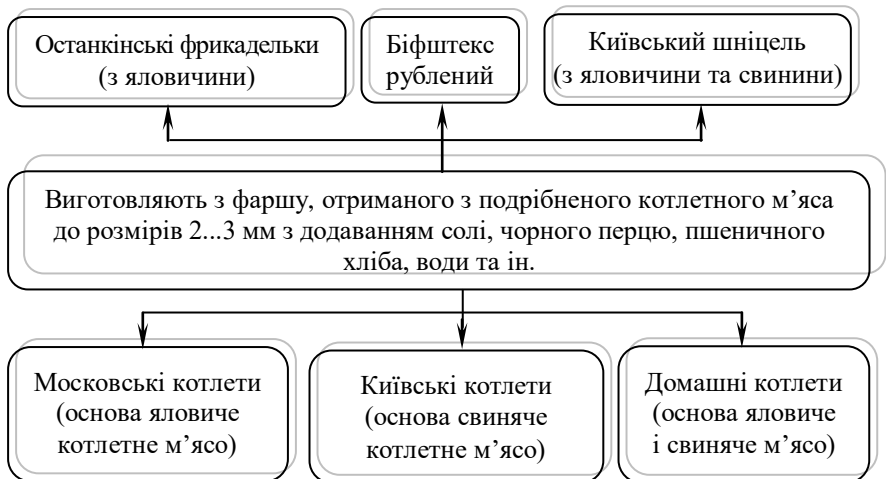 Останкінські фрикадельки
(з яловичини)
Біфштекс
рублений
Київський шніцель
(з яловичини та свинини)
Виготовляють з фаршу, отриманого з подрібненого котлетного м’яса
до розмірів 2...3 мм з додаванням солі, чорного перцю, пшеничного
хліба, води та ін.
Московські котлети
(основа яловиче
котлетне м’ясо)
Київські котлети
(основа свиняче
котлетне м’ясо)
Домашні котлети
(основа яловиче
і свиняче м’ясо)